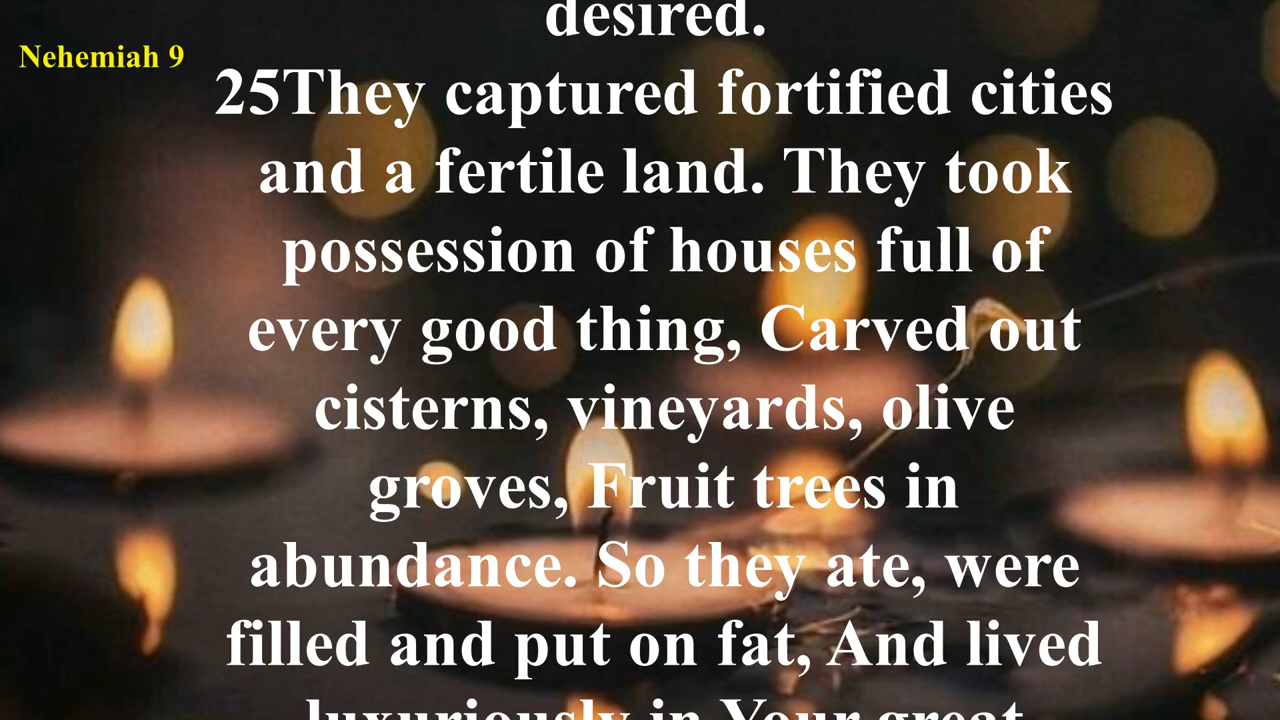 desired.
Nehemiah 9
25They captured fortified cities
and a fertile land. They took
possession of houses full of
every good thing, Carved out
cisterns, vineyards, olive
groves, Fruit trees in
abundance. So they ate, were
filled and put on fat, And lived
luxuriously in Your great